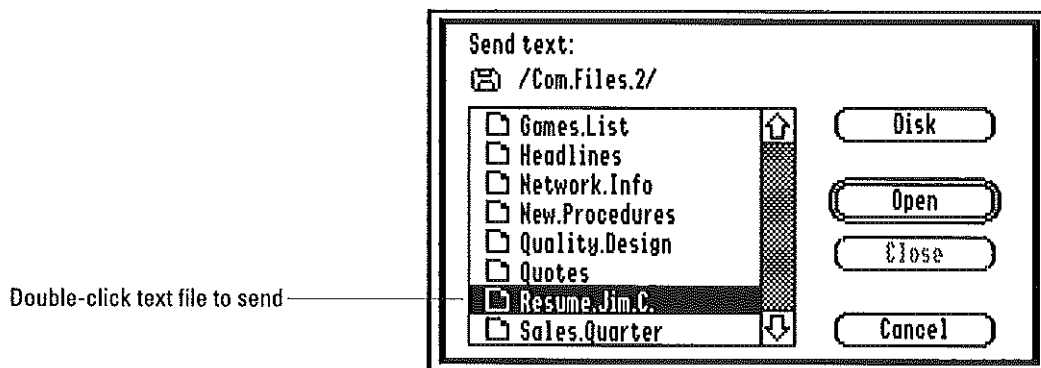 Send text:
/Com.Files.2/
Games.List
Headlines
Network.Info
New.Procedures
Quality.Design
Quotes
Resume.Jim.C.
Sales.Quarter
Disk
Open
Close
Cancel
Double-click text file to send